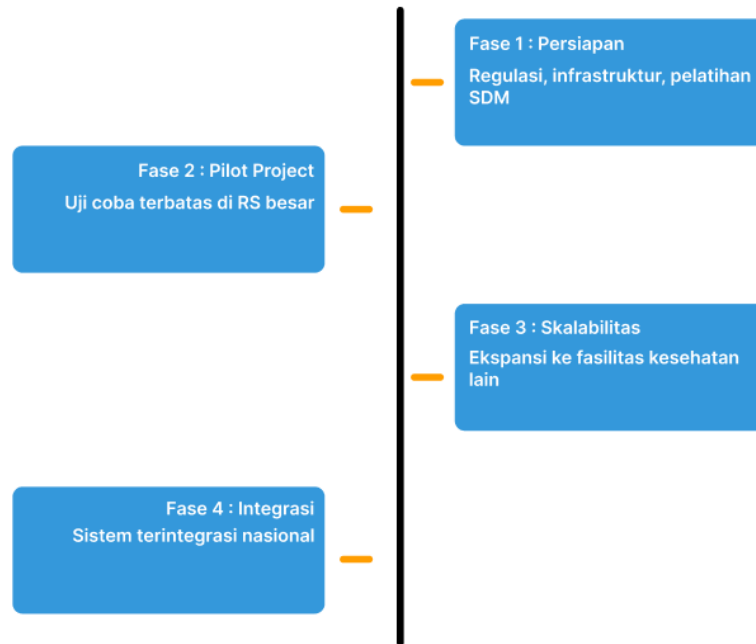 Fase 1 : Persiapan
Regulasi, infrastruktur, pelatihan
SDM
Fase 2 : Pilot Project
Uji coba terbatas di RS besar
Fase 3 : Skalabilitas
Ekspansi ke fasilitas kesehatan
lain
Fase 4 : Integrasi
Sistem terintegrasi nasional